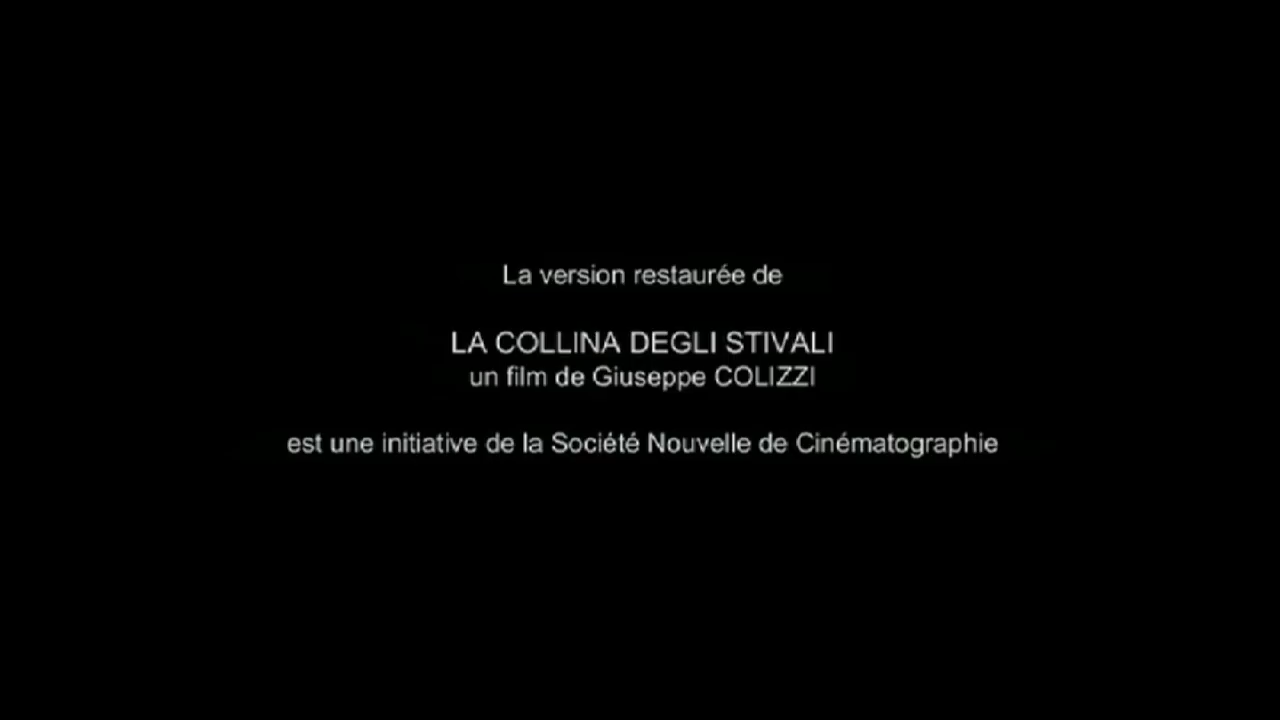 La version restaurée de
LA COLLINA DEGLI STIVALI
un film de Giuseppe COLIZZI
est une initiative de la Société Nouvelle de Cinématographie